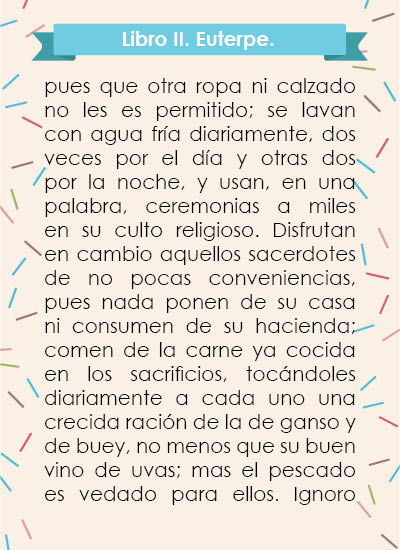 Libro II. Euterpe.
pues que otra ropa ni calzado
no les es permitido; se lavan
con agua fría diariamente, dos
veces por el día y otras dos
por la noche, y usan, en una
palabra, ceremonias a miles
en su culto religioso. Disfrutan
en cambio aquellos sacerdotes
de no pocas conveniencias,
pues nada ponen de su casa
ni consumen de su hacienda;
comen de la carne ya cocida
en los sacrificios, tocándoles
diariamente a cada uno una
crecida ración de la de ganso y
de buey, no menos que su buen
vino de uvas; mas el pescado
es vedado para ellos. Ignoro